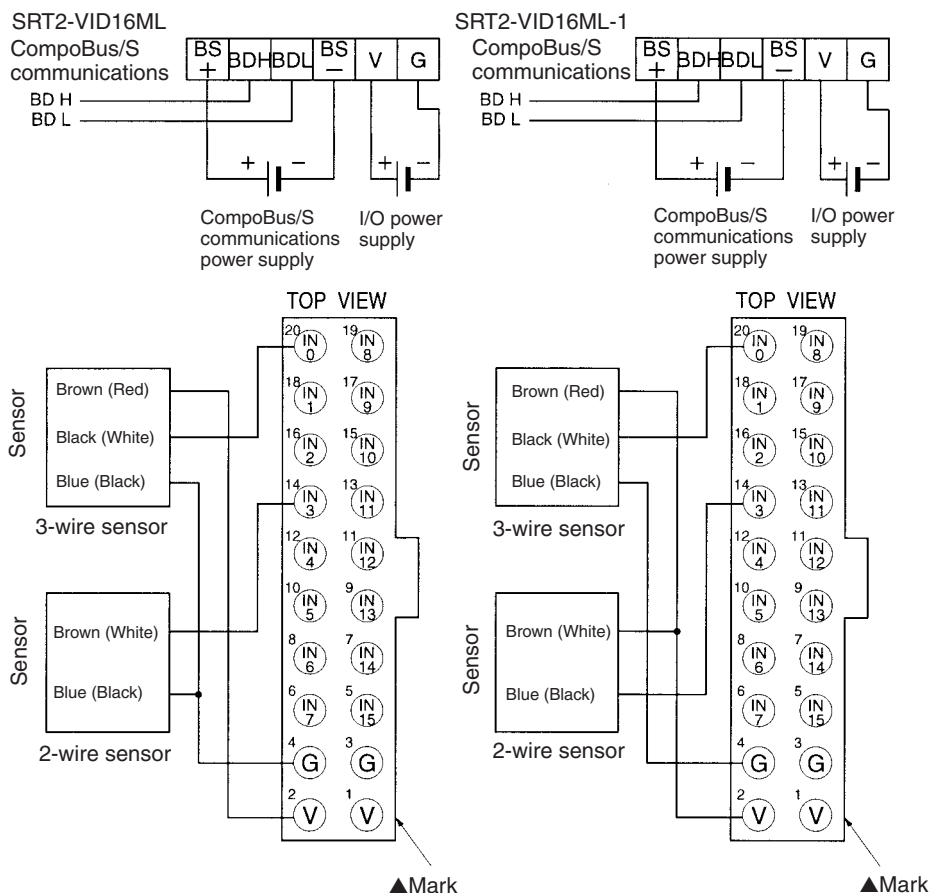 SRT2-VID16ML
CompoBus/S
communications
BS
+
BDH
BDL
BS
−
V
G
BD H
BD L
+
−
+
−
CompoBus/S
communications
power supply
I/O power
supply
TOP VIEW
20 IN 0
19 IN 8
18 IN 1
17 IN 9
16 IN 2
15 IN 10
14 IN 3
13 IN 11
12 IN 4
11 IN 12
10 IN 5
9 IN 13
8 IN 6
7 IN 14
6 IN 7
5 IN 15
4 G
3 G
2 V
1 V
Sensor
Brown (Red)
Black (White)
Blue (Black)
3-wire sensor
Sensor
Brown (White)
Blue (Black)
2-wire sensor
▲Mark
SRT2-VID16ML-1
CompoBus/S
communications
BS
+
BDH
BDL
BS
−
V
G
BD H
BD L
+
−
+
−
CompoBus/S
communications
power supply
I/O power
supply
TOP VIEW
20 IN 0
19 IN 8
18 IN 1
17 IN 9
16 IN 2
15 IN 10
14 IN 3
13 IN 11
12 IN 4
11 IN 12
10 IN 5
9 IN 13
8 IN 6
7 IN 14
6 IN 7
5 IN 15
4 G
3 G
2 V
1 V
Sensor
Brown (Red)
Black (White)
Blue (Black)
3-wire sensor
Sensor
Brown (White)
Blue (Black)
2-wire sensor
▲Mark